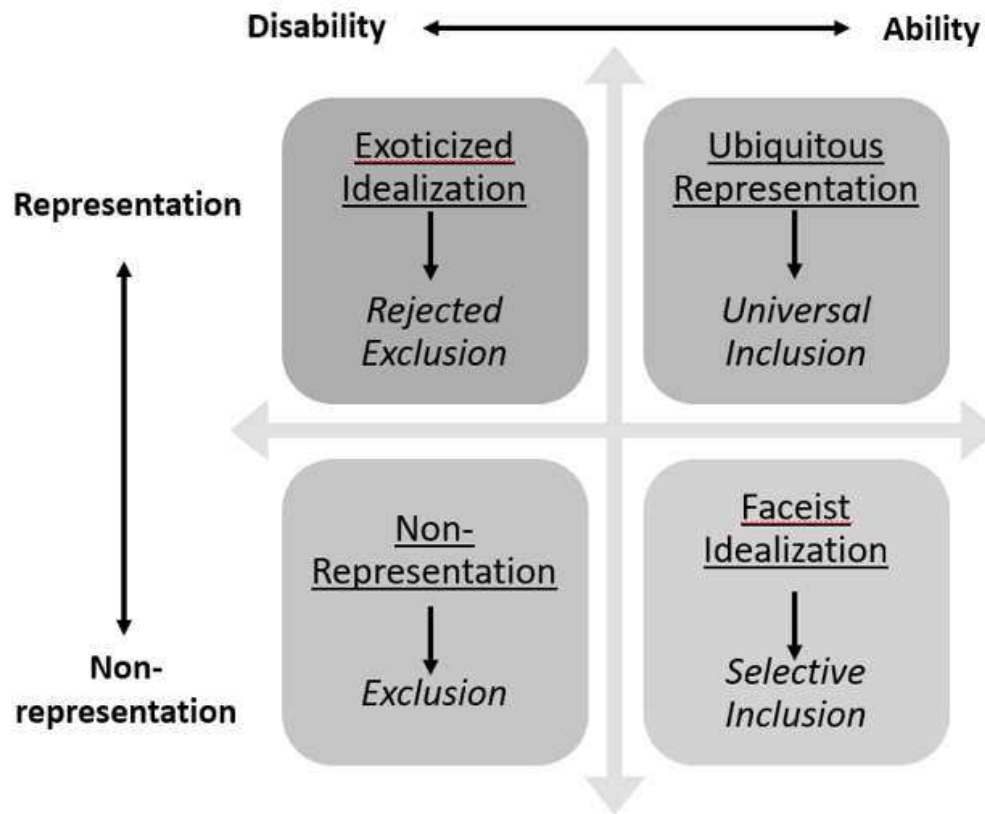 Disability
Ability
Representation
Exoticized
Idealization
Rejected
Exclusion
Ubiquitous
Representation
Universal
Inclusion
Non-
representation
Non-
Representation
Exclusion
Faceist
Idealization
Selective
Inclusion